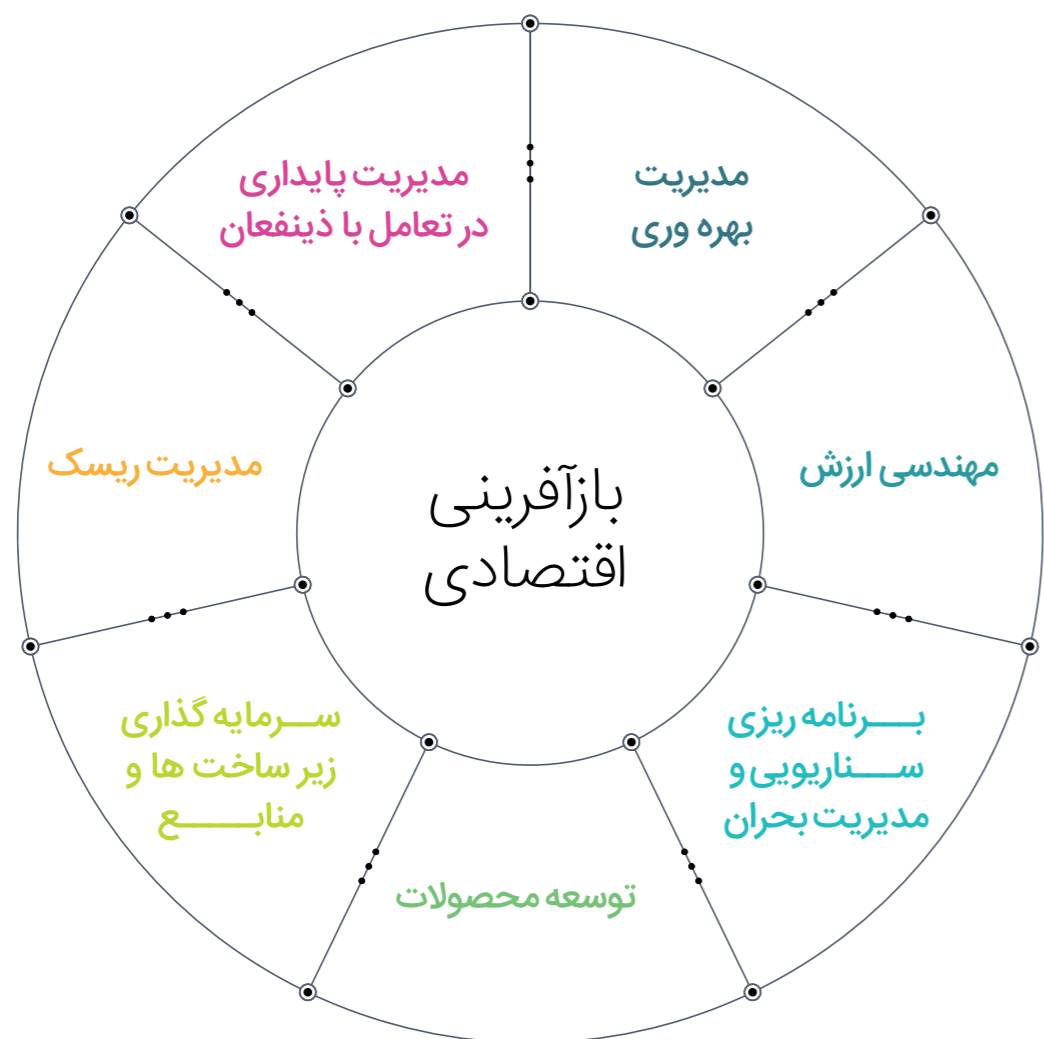 بازآفرینی
اقتصادی
مدیریت
بهره وری
مهندسی ارزش
برنامه ریزی
سناریویی و
مدیریت بحران
توسعه محصولات
سرمایه گذاری
زیر ساخت ها و
منابع
مدیریت ریسک
مدیریت پایداری
در تعامل با ذینفعان